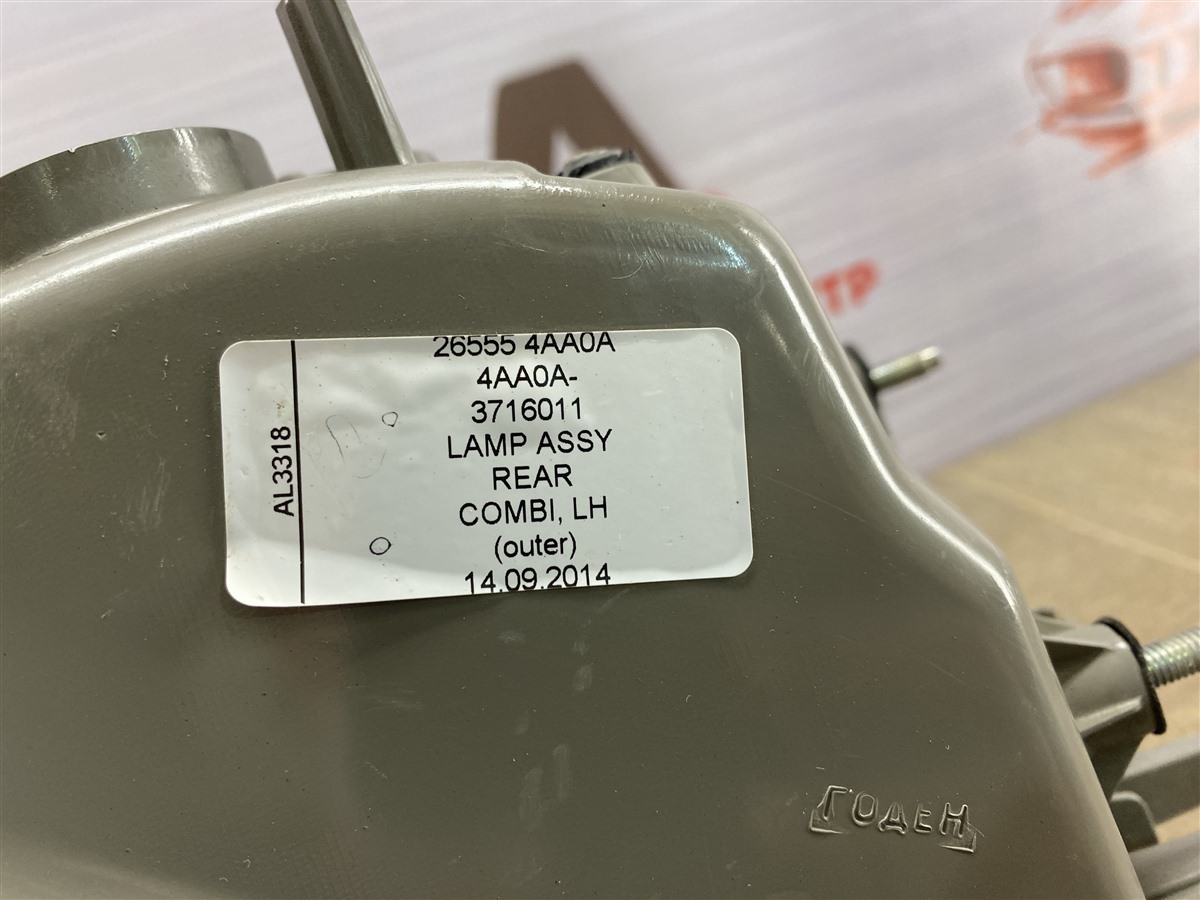 26555 4AA0A
4AA0A-
3716011
LAMP ASSY
REAR
COMBI, LH
(outer)
14.09.2014
AL3318
ГОДЕН